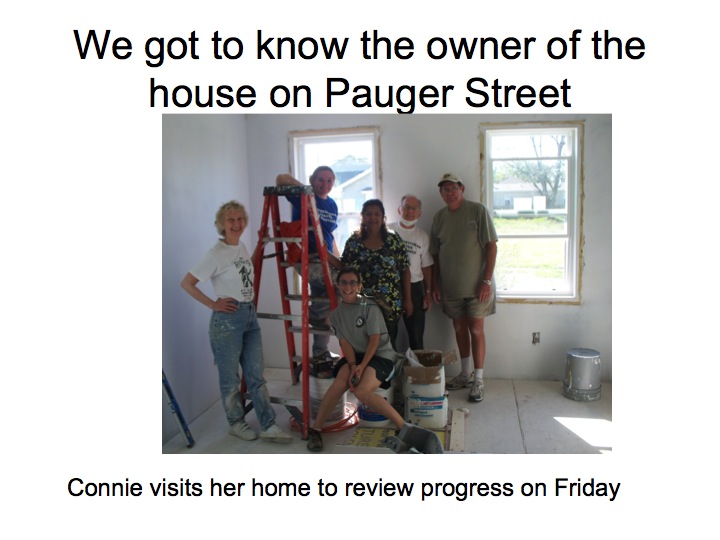 We got to know the owner of the
house on Pauger Street
Connie visits her home to review progress on Friday